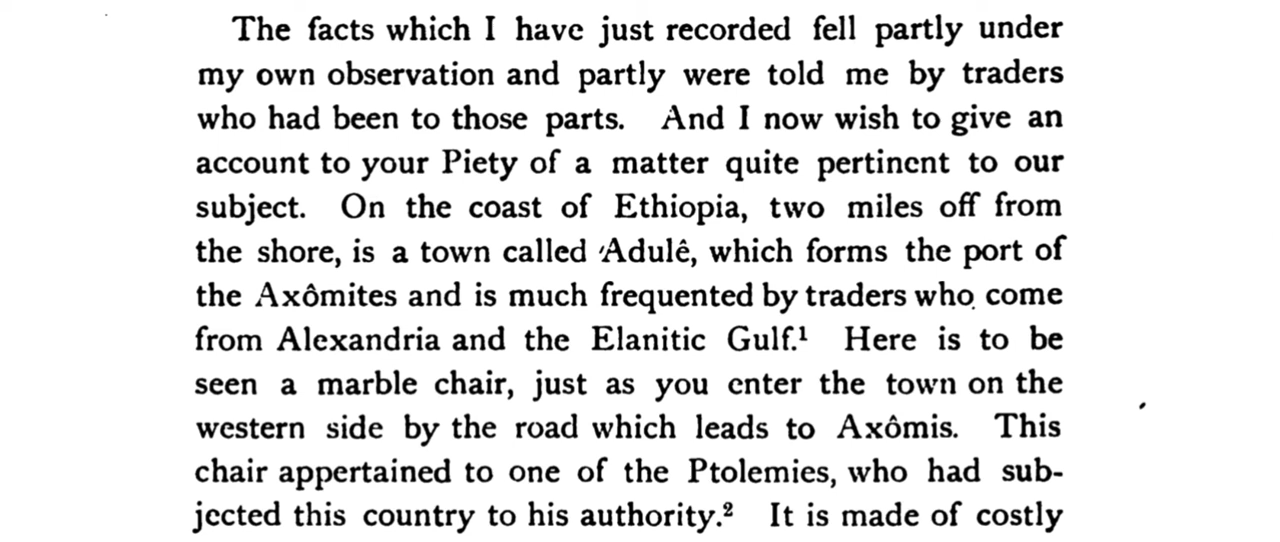 The facts which I have just recorded fell partly under
my own observation and partly were told me by traders
who had been to those parts. And I now wish to give an
account to your Piety of a matter quite pertinent to our
subject. On the coast of Ethiopia, two miles off from
the shore, is a town called 'Adulê, which forms the port of
the Axômites and is much frequented by traders who come
from Alexandria and the Elanitic Gulf.¹ Here is to be
seen a marble chair, just as you enter the town on the
western side by the road which leads to Axômis. This
chair appertained to one of the Ptolemies, who had sub-
jected this country to his authority.² It is made of costly